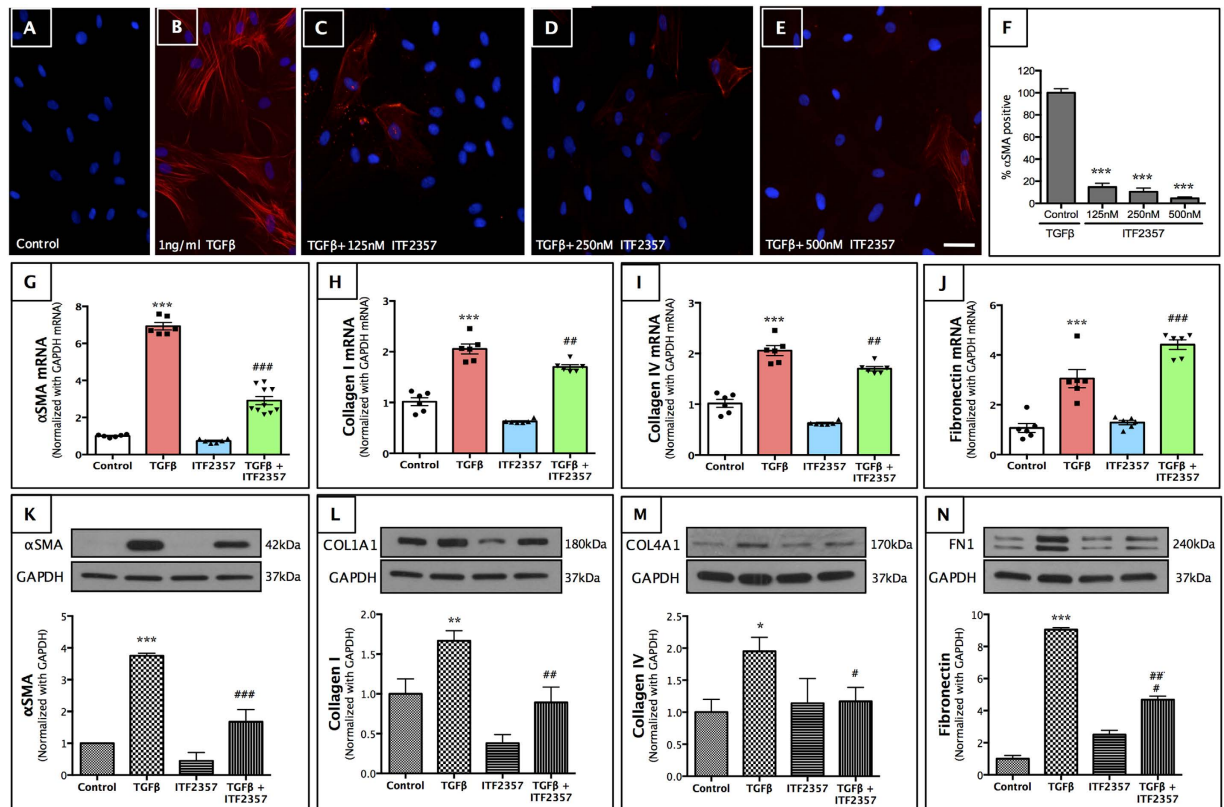 A
B
C
D
E
F
Control
1ng/ml TGFβ
TGFβ+125nM ITF2357
TGFβ+250nM ITF2357
TGFβ+500nM ITF2357
% αSMA positive
120
100
80
60
40
20
0
Control 125nM 250nM 500nM
TGFβ ITF2357
*** *** ***
G
αSMA mRNA
(Normalized with GAPDH mRNA)
8
6
4
2
0
***
###
Control TGFβ ITF2357 TGFβ +
ITF2357
H
Collagen I mRNA
(Normalized with GAPDH mRNA)
3
2
1
0
***
##
Control TGFβ ITF2357 TGFβ +
ITF2357
I
Collagen IV mRNA
(Normalized with GAPDH mRNA)
3
2
1
0
***
##
Control TGFβ ITF2357 TGFβ +
ITF2357
J
Fibronectin mRNA
(Normalized with GAPDH mRNA)
6
4
2
0
***
###
Control TGFβ ITF2357 TGFβ +
ITF2357
K
αSMA 42kDa
GAPDH 37kDa
αSMA
(Normalized with GAPDH)
5
4
3
2
1
0
***
###
Control TGFβ ITF2357 TGFβ +
ITF2357
L
COL1A1 180kDa
GAPDH 37kDa
Collagen I
(Normalized with GAPDH)
2.0
1.5
1.0
0.5
0.0
**
##
Control TGFβ ITF2357 TGFβ +
ITF2357
M
COL4A1 170kDa
GAPDH 37kDa
Collagen IV
(Normalized with GAPDH)
2.5
2.0
1.5
1.0
0.5
0.0
*
#
Control TGFβ ITF2357 TGFβ +
ITF2357
N
FN1 240kDa
GAPDH 37kDa
Fibronectin
(Normalized with GAPDH)
10
8
6
4
2
0
***
##
#
Control TGFβ ITF2357 TGFβ +
ITF2357